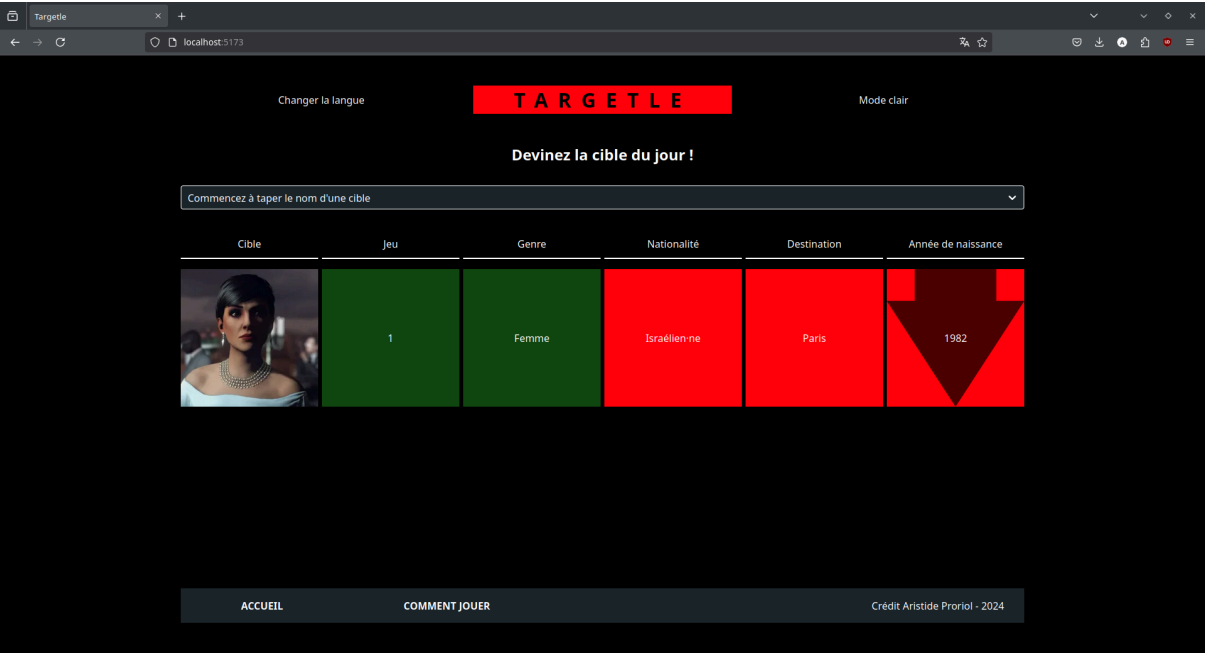 Targetle
localhost:5173
Changer la langue
TARGETLE
Mode clair
Devinez la cible du jour !
Commencez à taper le nom d'une cible
Cible Jeu Genre Nationalité Destination Année de naissance
1 Femme Israélien·ne Paris 1982
ACCUEIL COMMENT JOUER Crédit Aristide Proriol - 2024